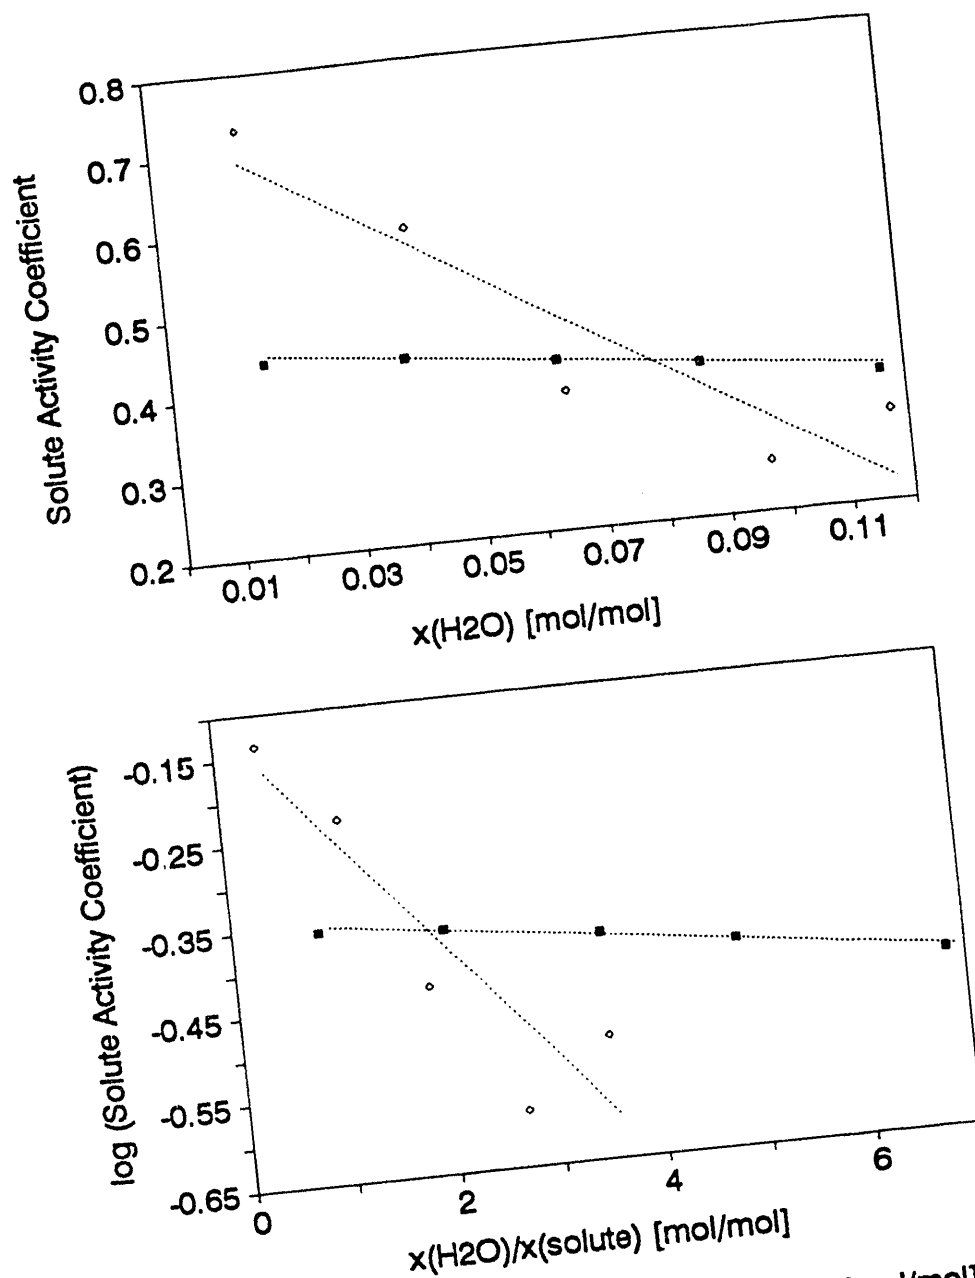 0.8
0.7
0.6
0.5
0.4
0.3
0.2
Solute Activity Coefficient
0.01 0.03 0.05 0.07 0.09 0.11
x(H2O) [mol/mol]
-0.15
-0.25
-0.35
-0.45
-0.55
-0.65
log (Solute Activity Coefficient)
0 2 4 6
x(H2O)/x(solute) [mol/mol]